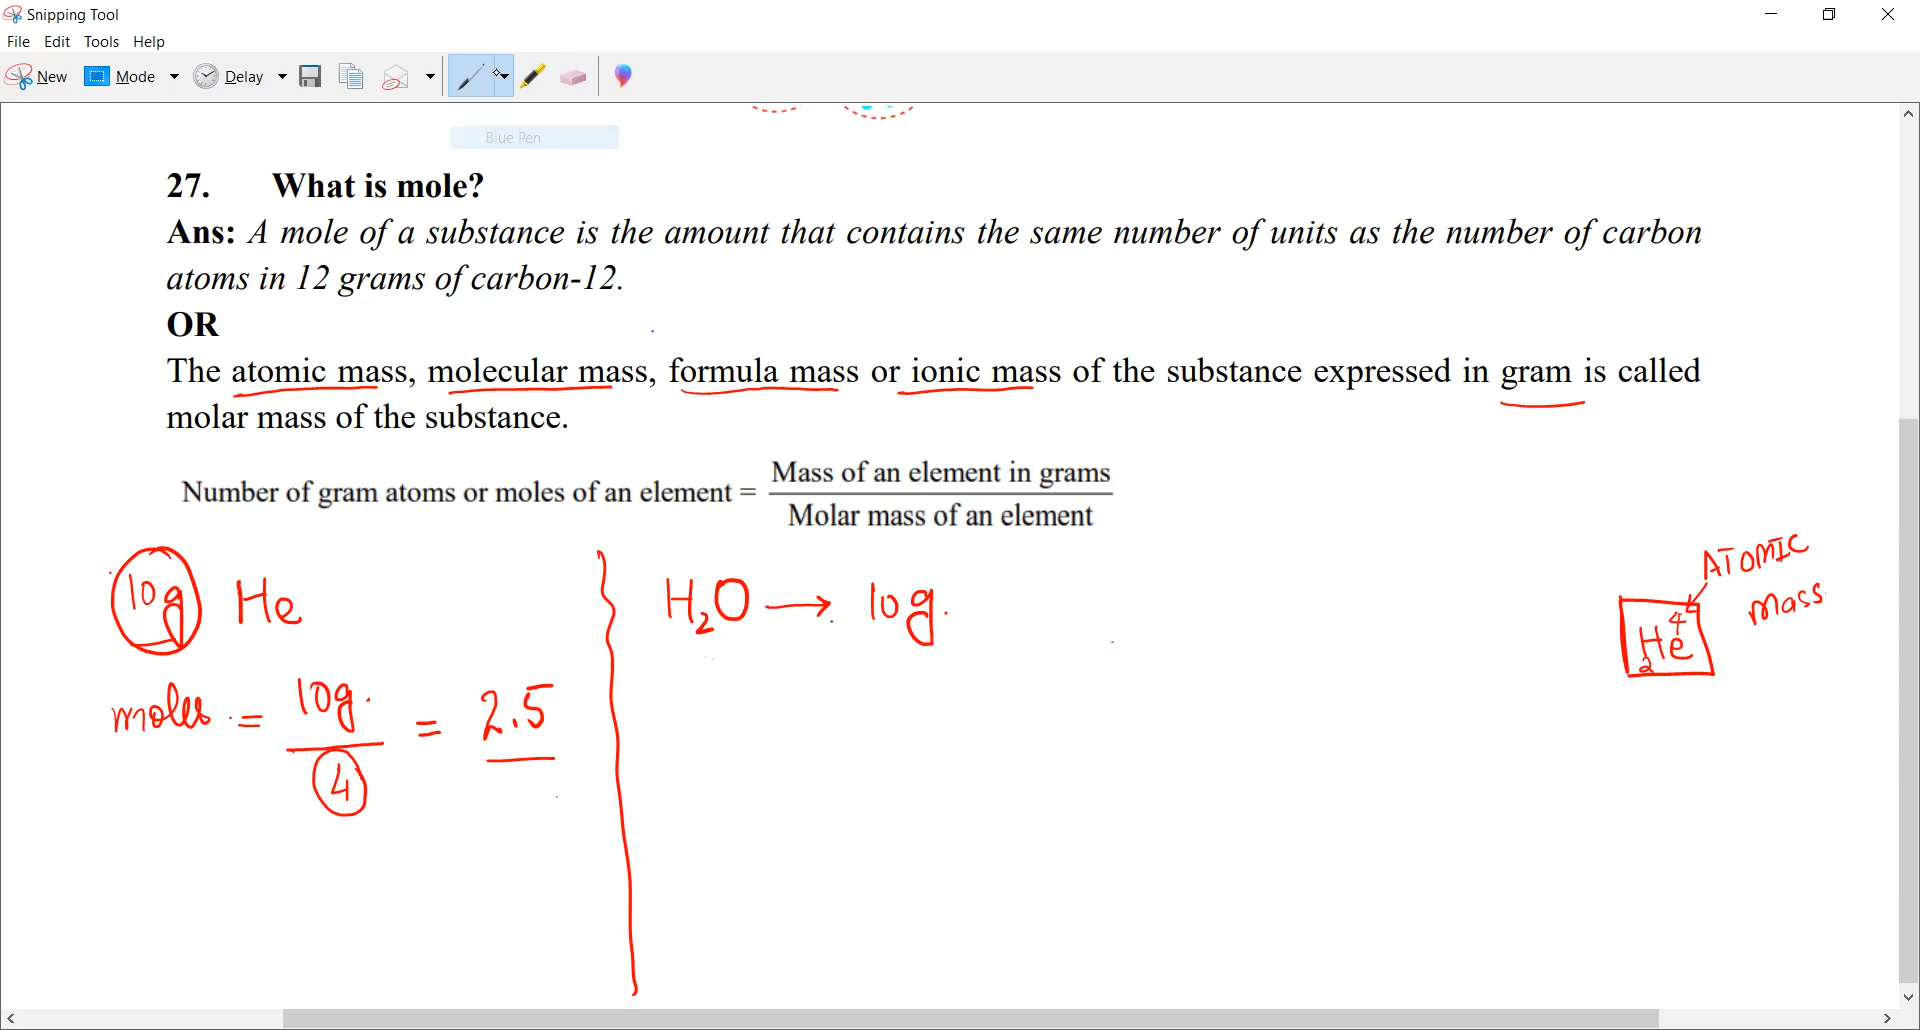 Snipping Tool
File Edit Tools Help
New Mode Delay
Blue Pen
27. What is mole?
Ans: A mole of a substance is the amount that contains the same number of units as the number of carbon
atoms in 12 grams of carbon-12.
OR
The atomic mass, molecular mass, formula mass or ionic mass of the substance expressed in gram is called
molar mass of the substance.
Number of gram atoms or moles of an element = Mass of an element in grams
Molar mass of an element
10g He
moles = 10g. = 2.5
4
H₂O → 10g.
ATOMIC
Mass.
₂He⁴